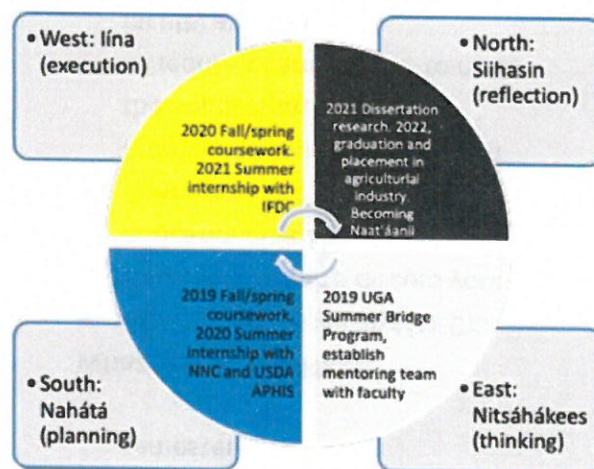 • West: Iína
(execution)
• North:
Siihasin
(reflection)
2020 Fall/spring
coursework.
2021 Summer
internship with
IFDC
2021 Dissertation
research. 2022,
graduation and
placement in
agriculturlal
industry.
Becoming
Naat'áanii
2019 Fall/spring
coursework,
2020 Summer
internship with
NNC and USDA
APHIS
2019 UGA
Summer Bridge
Program,
establish
mentoring team
with faculty
• South:
Nahátá
(planning)
• East:
Nitsáhákees
(thinking)